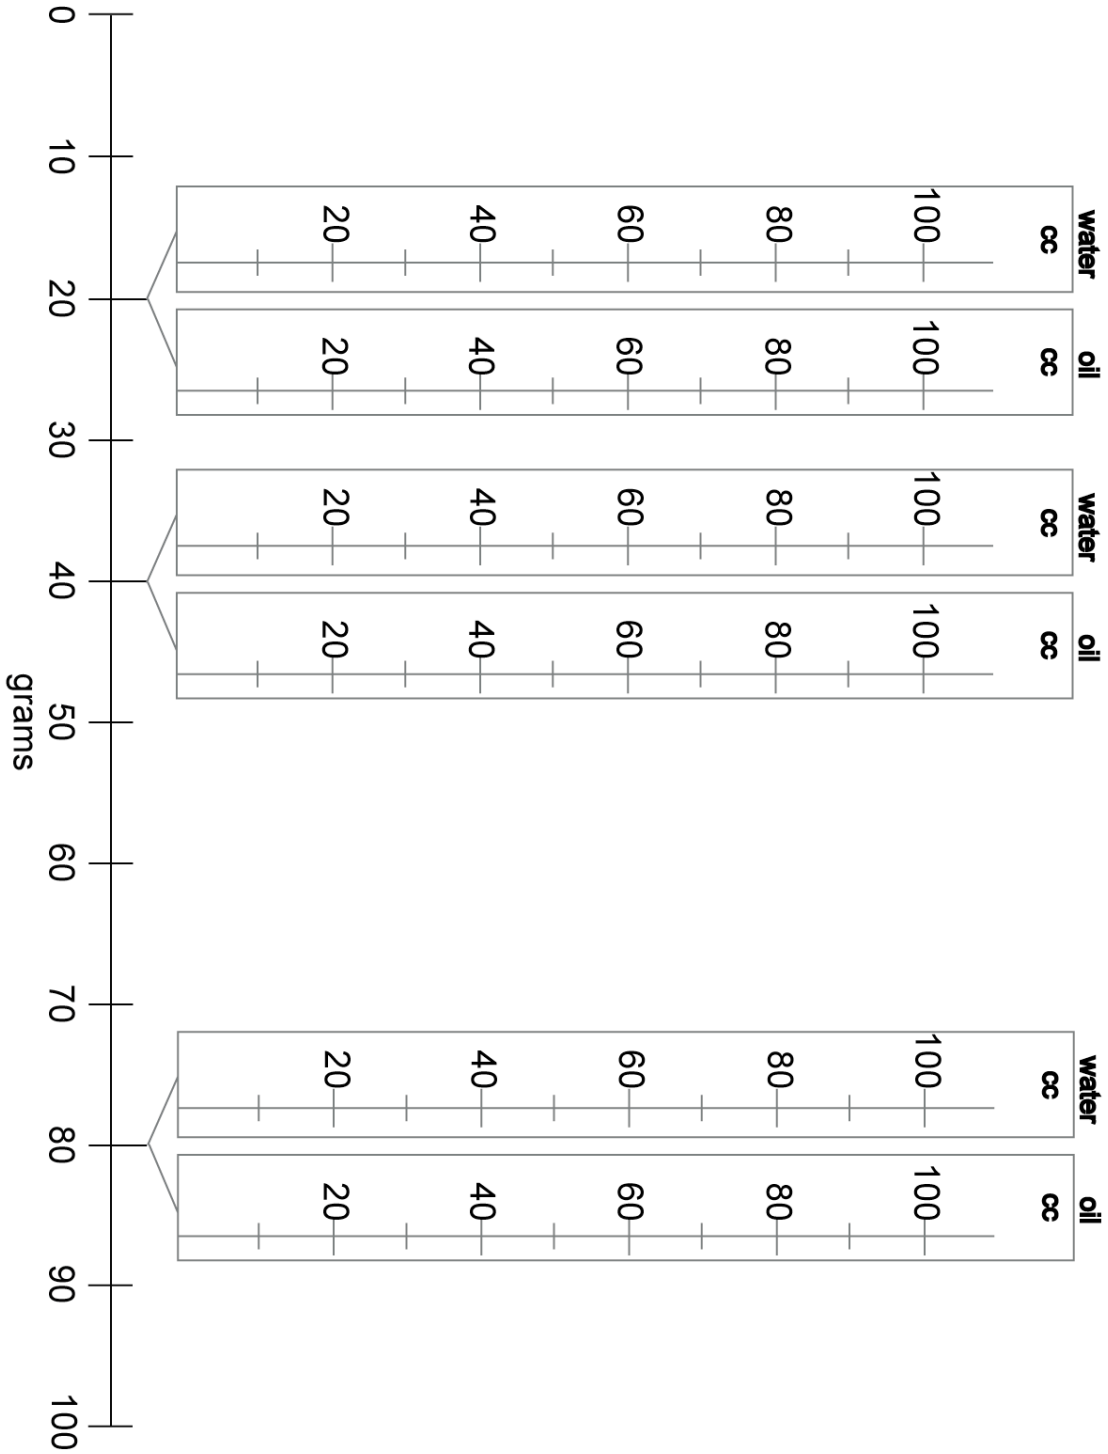 water oil water oil water oil
cc cc cc cc cc cc
100 100 100 100 100 100
80 80 80 80 80 80
60 60 60 60 60 60
40 40 40 40 40 40
20 20 20 20 20 20
0 10 20 30 40 50 60 70 80 90 100
grams